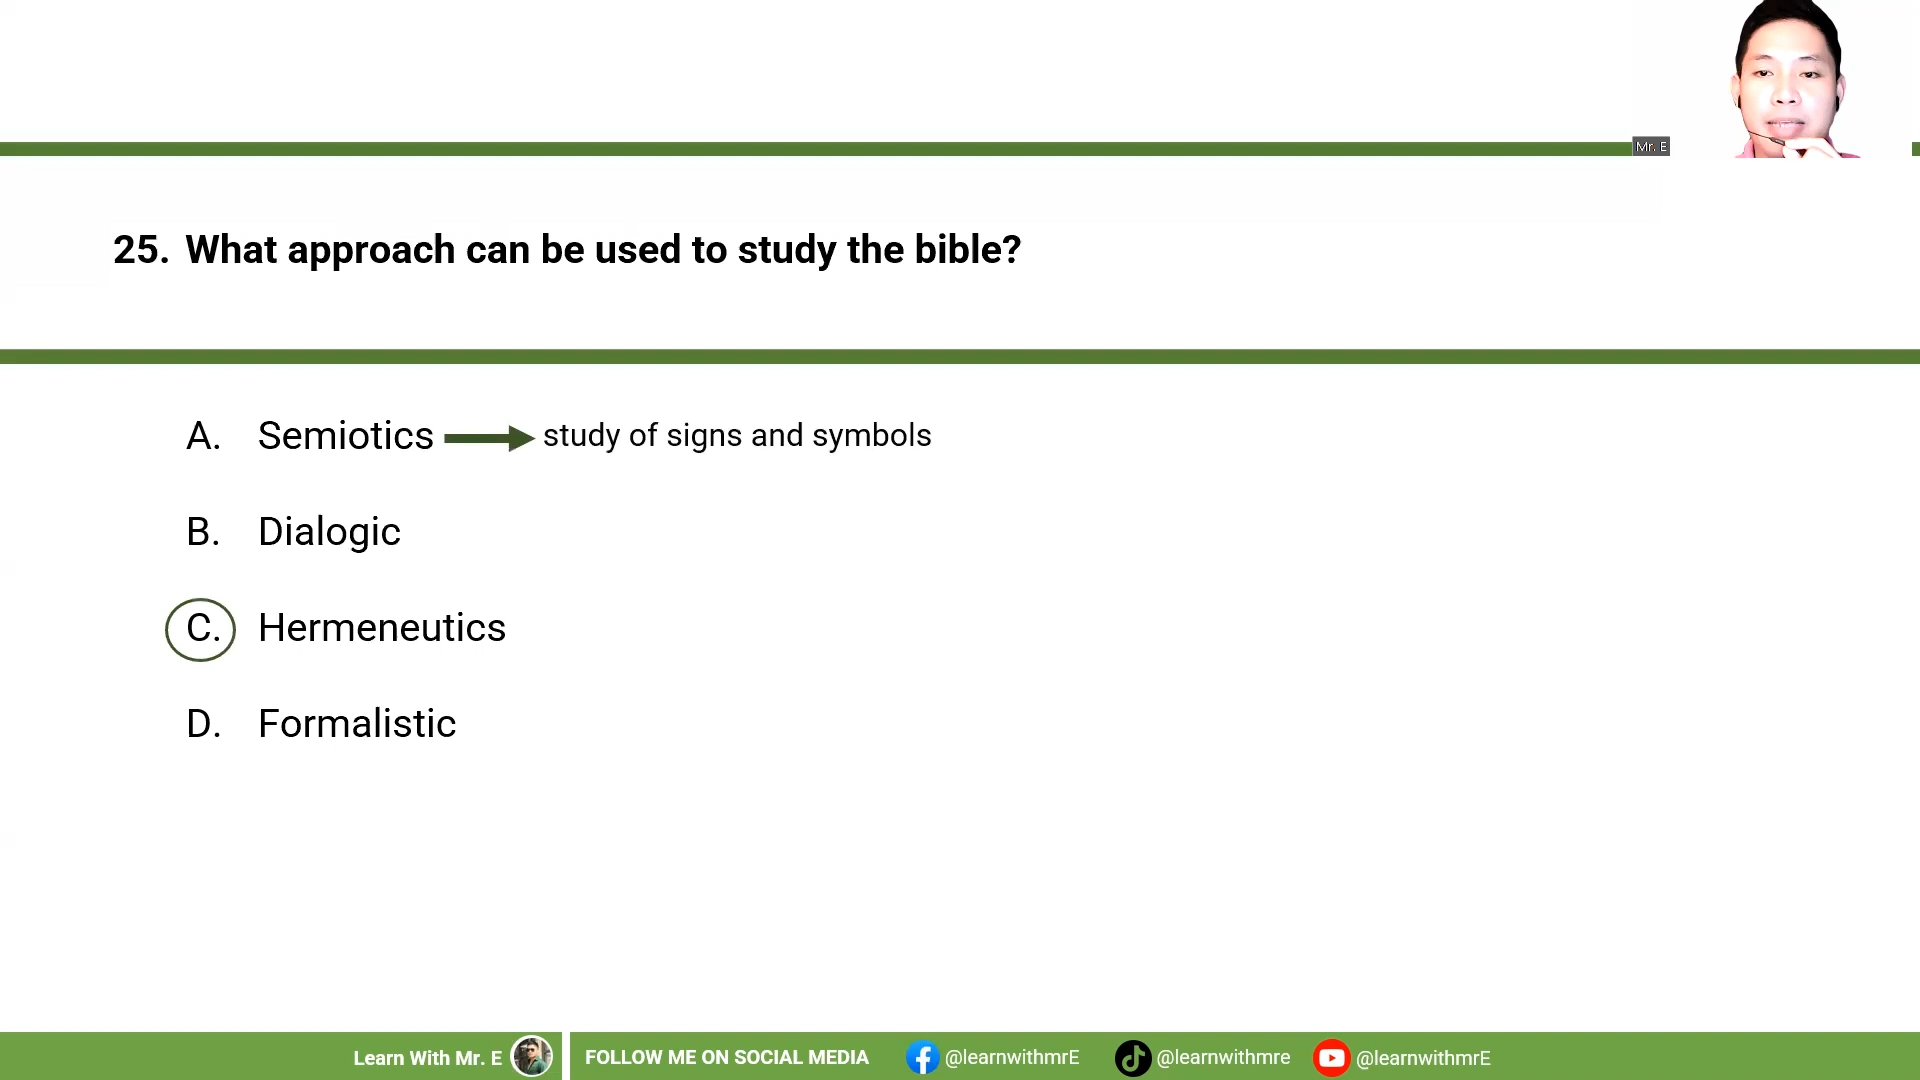 Mr. E
25. What approach can be used to study the bible?
A. Semiotics study of signs and symbols
B. Dialogic
C. Hermeneutics
D. Formalistic
Learn With Mr. E FOLLOW ME ON SOCIAL MEDIA @learnwithmrE @learnwithmre @learnwithmrE